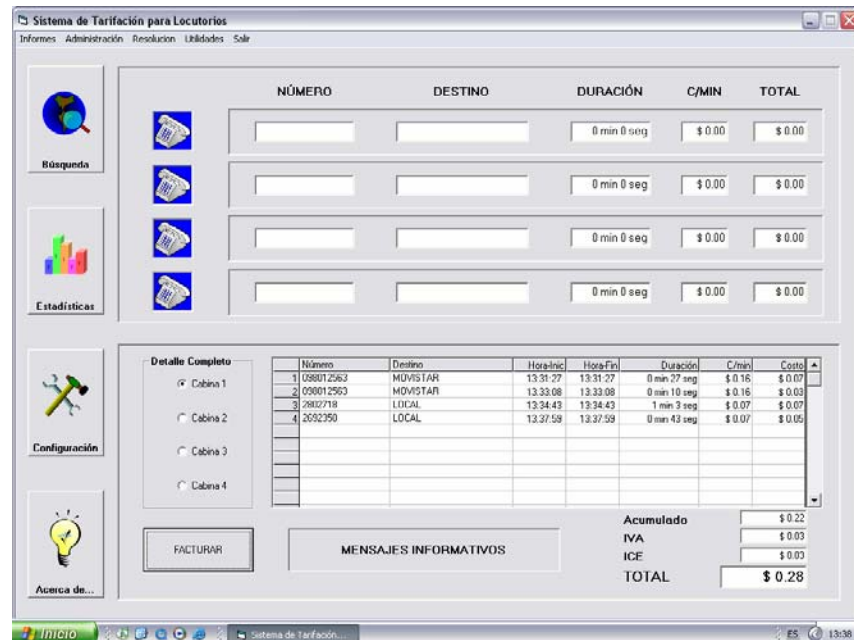 Sistema de Tarifación para Locutorios
Informes Administración Resolucion Utilidades Salir
NÚMERO DESTINO DURACIÓN C/MIN TOTAL
0 min 0 seg $ 0.00 $ 0.00
Búsqueda
0 min 0 seg $ 0.00 $ 0.00
0 min 0 seg $ 0.00 $ 0.00
0 min 0 seg $ 0.00 $ 0.00
Estadísticas
Detalle Completo
Cabina 1
Cabina 2
Cabina 3
Cabina 4
Número Destino Hora-Inic Hora-Fin Duración C/min Costo
1 098012563 MOVISTAR 13:31:27 13:31:27 0 min 27 seg $ 0.16 $ 0.07
2 098012563 MOVISTAR 13:33:08 13:33:08 0 min 10 seg $ 0.16 $ 0.03
3 2802718 LOCAL 13:34:43 13:34:43 1 min 3 seg $ 0.07 $ 0.07
4 2692350 LOCAL 13:37:59 13:37:59 0 min 43 seg $ 0.07 $ 0.05
Configuración
Acumulado $ 0.22
IVA $ 0.03
ICE $ 0.03
TOTAL $ 0.28
FACTURAR
MENSAJES INFORMATIVOS
Acerca de...
Inicio Sistema de Tarifación... ES 13:38